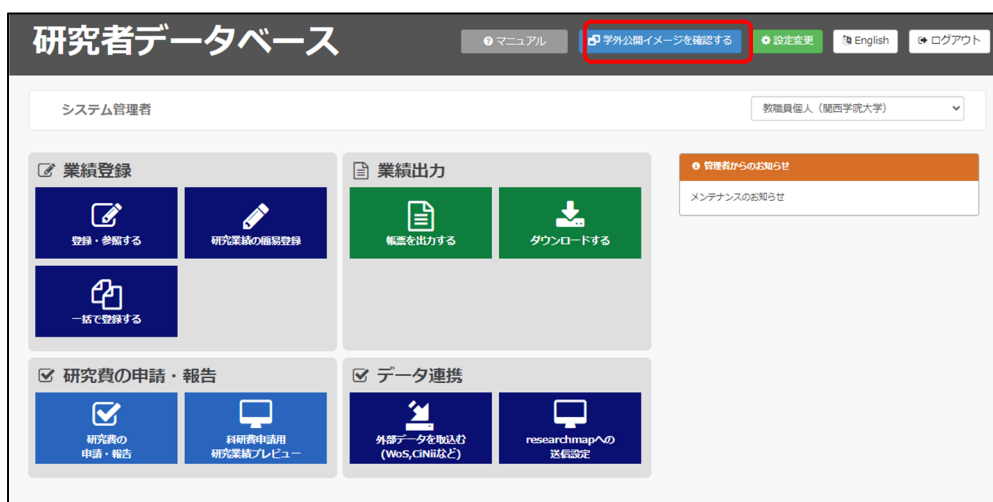 研究者データベース
マニュアル
学外公開イメージを確認する
設定変更
English
ログアウト
システム管理者
教職員個人（関西学院大学）
業績登録
登録・参照する
研究業績の簡易登録
一括で登録する
業績出力
帳票を出力する
ダウンロードする
管理者からのお知らせ
メンテナンスのお知らせ
研究費の申請・報告
研究費の
申請・報告
科研費申請用
研究業績プレビュー
データ連携
外部データを取込む
(WoS,CiNiiなど)
researchmapへの
送信設定